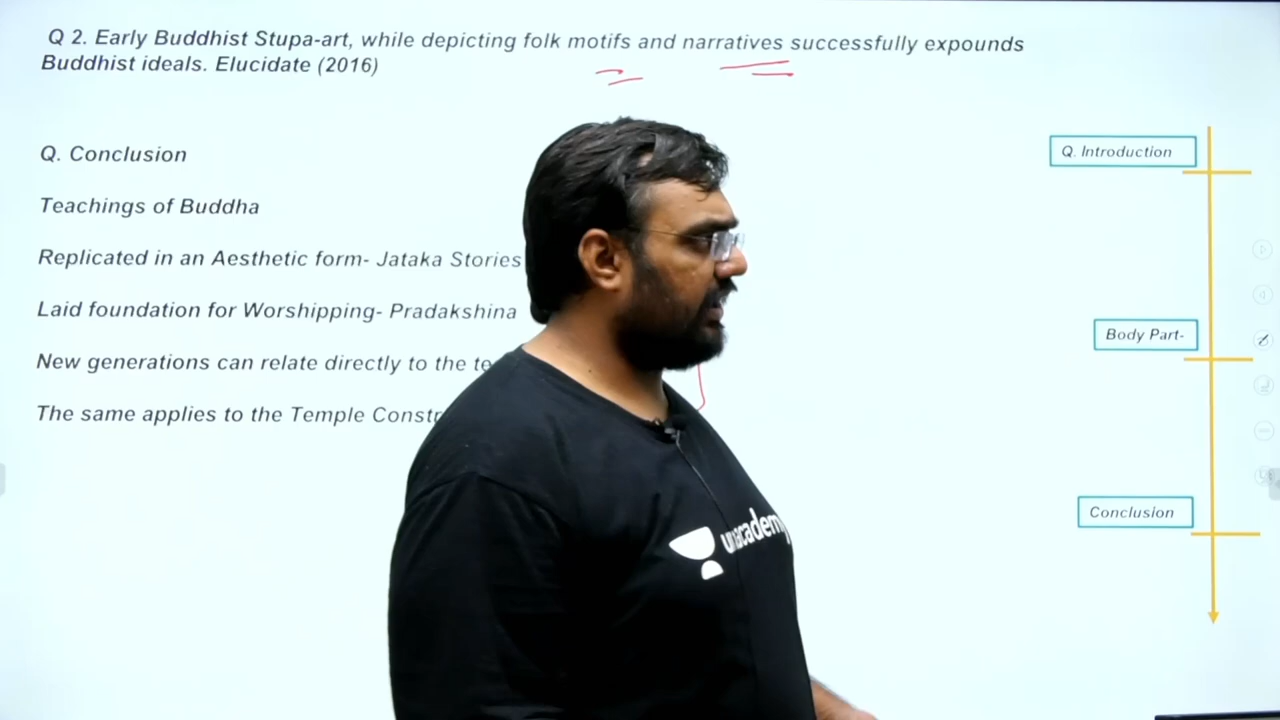 Q 2. Early Buddhist Stupa-art, while depicting folk motifs and narratives successfully expounds
Buddhist ideals. Elucidate (2016)
Q. Conclusion
Teachings of Buddha
Replicated in an Aesthetic form- Jataka Stories
Laid foundation for Worshipping- Pradakshina
New generations can relate directly to the
The same applies to the Temple
Q. Introduction
Body Part-
Conclusion
unacademy